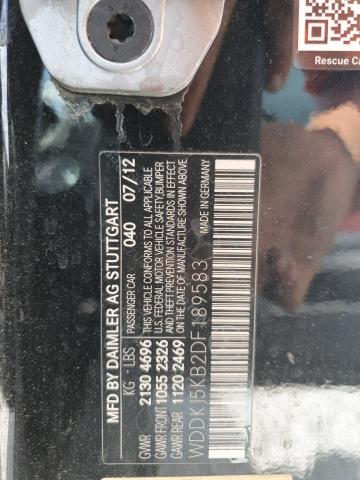 Rescue Ca
MFD BY DAIMLER AG STUTTGART
PASSENGER CAR 040 07/12
KG LBS
GVWR 2130 4696
GAWR FRONT 1055 2326
GAWR REAR 1120 2469
THIS VEHICLE CONFORMS TO ALL APPLICABLE
U.S. FEDERAL MOTOR VEHICLE SAFETY, BUMPER
AND THEFT PREVENTION STANDARDS IN EFFECT
ON THE DATE OF MANUFACTURE SHOWN ABOVE
WDDKJ5KB2DF189583
MADE IN GERMANY